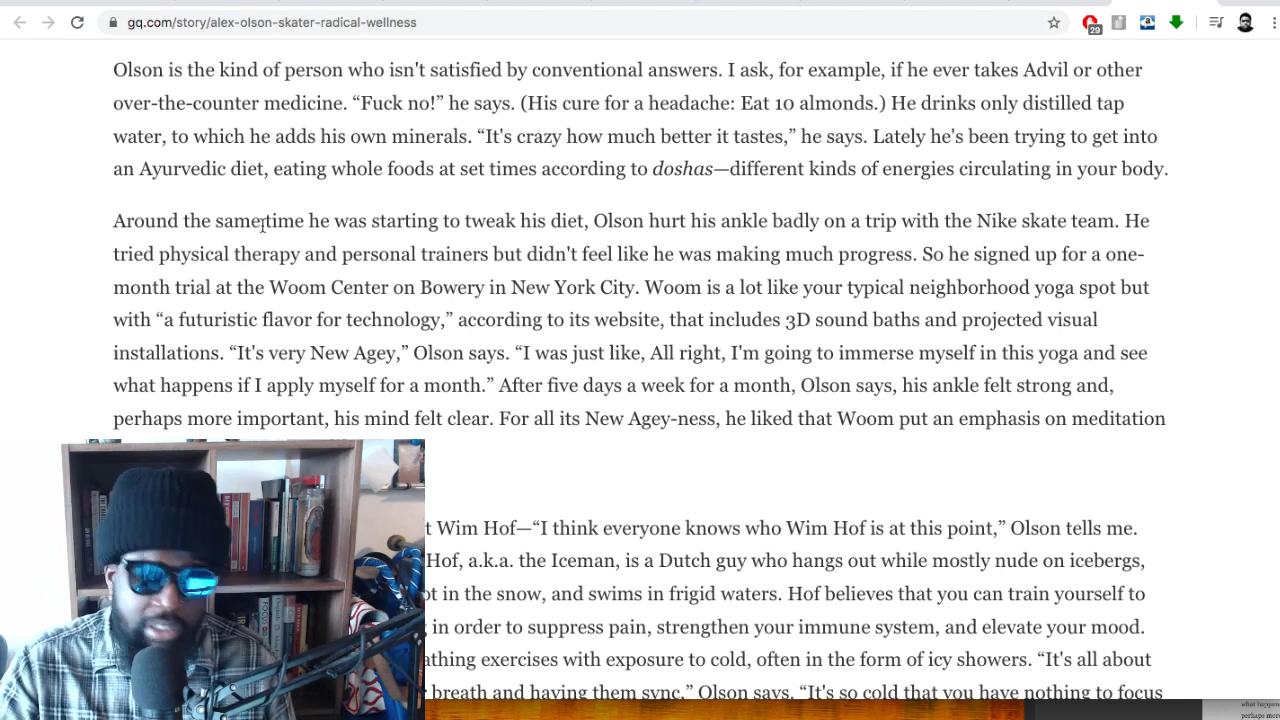 gq.com/story/alex-olson-skater-radical-wellness
29
Olson is the kind of person who isn't satisfied by conventional answers. I ask, for example, if he ever takes Advil or other
over-the-counter medicine. “Fuck no!” he says. (His cure for a headache: Eat 10 almonds.) He drinks only distilled tap
water, to which he adds his own minerals. “It's crazy how much better it tastes,” he says. Lately he's been trying to get into
an Ayurvedic diet, eating whole foods at set times according to doshas—different kinds of energies circulating in your body.
Around the same time he was starting to tweak his diet, Olson hurt his ankle badly on a trip with the Nike skate team. He
tried physical therapy and personal trainers but didn't feel like he was making much progress. So he signed up for a one-
month trial at the Woom Center on Bowery in New York City. Woom is a lot like your typical neighborhood yoga spot but
with “a futuristic flavor for technology,” according to its website, that includes 3D sound baths and projected visual
installations. “It's very New Agey,” Olson says. “I was just like, All right, I'm going to immerse myself in this yoga and see
what happens if I apply myself for a month.” After five days a week for a month, Olson says, his ankle felt strong and,
perhaps more important, his mind felt clear. For all its New Agey-ness, he liked that Woom put an emphasis on meditation
t Wim Hof—“I think everyone knows who Wim Hof is at this point,” Olson tells me.
Hof, a.k.a. the Iceman, is a Dutch guy who hangs out while mostly nude on icebergs,
ot in the snow, and swims in frigid waters. Hof believes that you can train yourself to
in order to suppress pain, strengthen your immune system, and elevate your mood.
athing exercises with exposure to cold, often in the form of icy showers. “It's all about
breath and having them sync,” Olson says. “It's so cold that you have nothing to focus
what happen
perhaps more